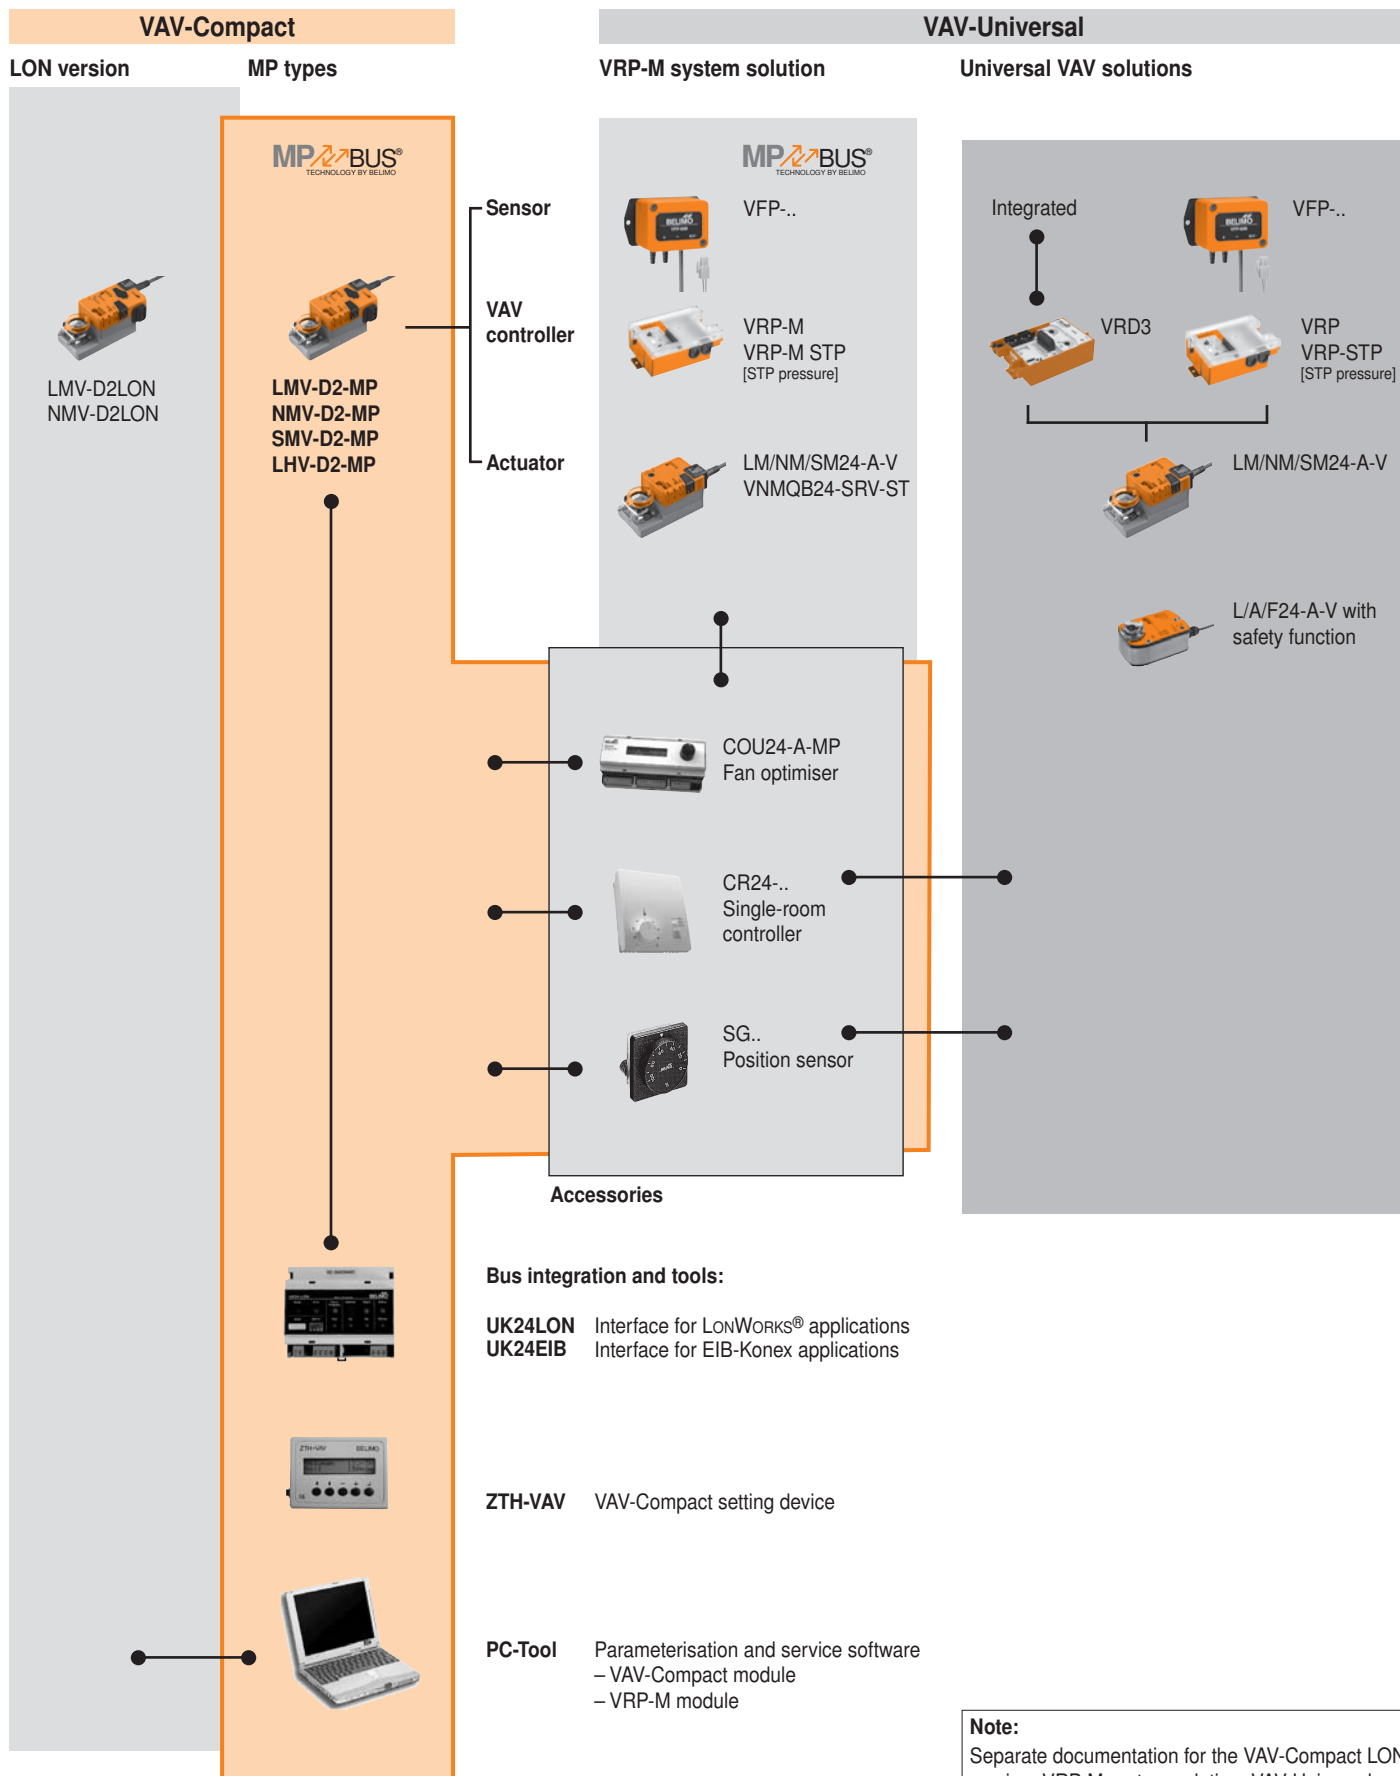 VAV-Compact
VAV-Universal
LON version
MP types
VRP-M system solution
Universal VAV solutions
MP BUS®
TECHNOLOGY BY BELIMO
MP BUS®
TECHNOLOGY BY BELIMO
Sensor
VFP-..
Integrated
VFP-..
BELIMO
BELIMO
VAV
controller
VRP-M
VRP-M STP
[STP pressure]
VRD3
VRP
VRP-STP
[STP pressure]
LMV-D2LON
NMV-D2LON
LMV-D2-MP
NMV-D2-MP
SMV-D2-MP
LHV-D2-MP
Actuator
LM/NM/SM24-A-V
VNMQB24-SRV-ST
LM/NM/SM24-A-V
L/A/F24-A-V with
safety function
COU24-A-MP
Fan optimiser
CR24-..
Single-room
controller
SG..
Position sensor
Accessories
Bus integration and tools:
UK24LON Interface for LONWORKS® applications
UK24EIB Interface for EIB-Konex applications
BELIMO
ZTH-VAV BELIMO
ZTH-VAV VAV-Compact setting device
PC-Tool Parameterisation and service software
– VAV-Compact module
– VRP-M module
Note:
Separate documentation for the VAV-Compact LON